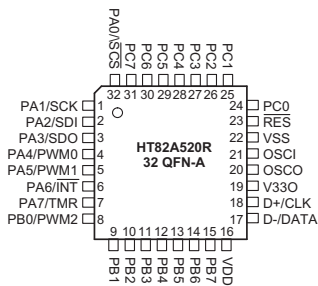 PA0/SCS
PC7
PC6
PC5
PC4
PC3
PC2
PC1
32 31 30 29 28 27 26 25
PA1/SCK 1
PA2/SDI 2
PA3/SDO 3
PA4/PWM0 4
PA5/PWM1 5
PA6/INT 6
PA7/TMR 7
PB0/PWM2 8
HT82A520R
32 QFN-A
24 PC0
23 RES
22 VSS
21 OSCI
20 OSCO
19 V33O
18 D+/CLK
17 D-/DATA
9 10 11 12 13 14 15 16
PB1
PB2
PB3
PB4
PB5
PB6
PB7
VDD